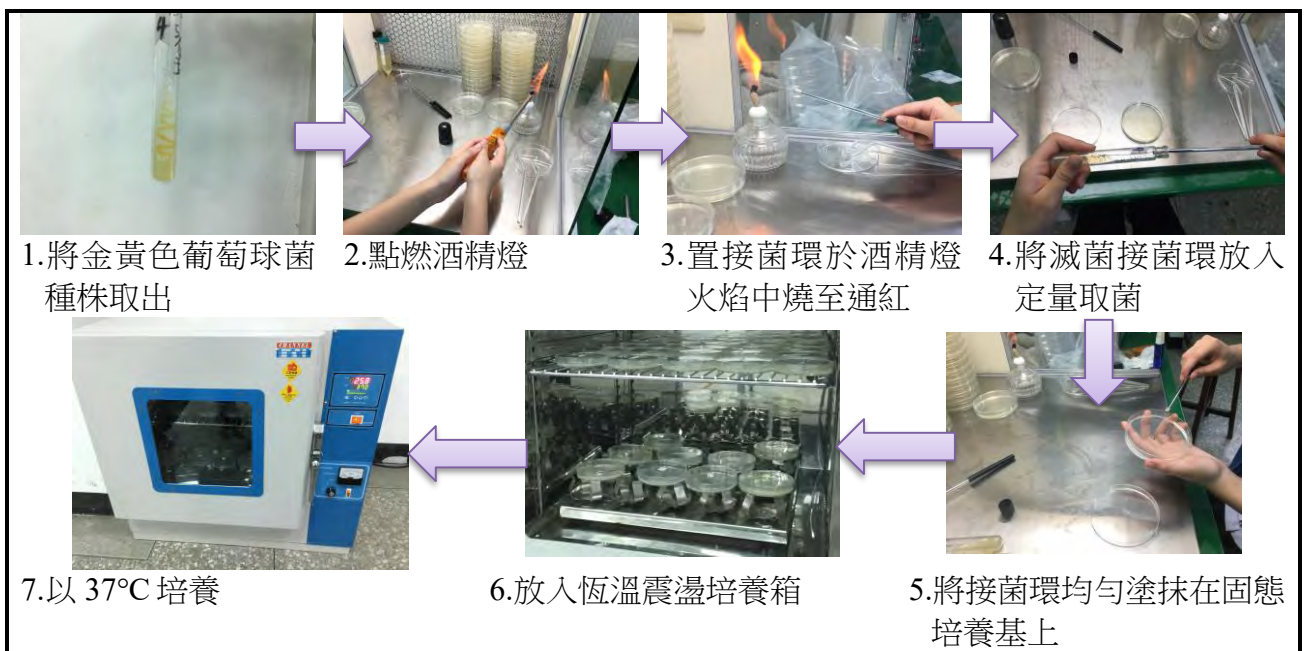 1.將金黃色葡萄球菌
種株取出
2.點燃酒精燈
3.置接菌環於酒精燈
火焰中燒至通紅
4.將滅菌接菌環放入
定量取菌
5.將接菌環均勻塗抹在固態
培養基上
6.放入恆溫震盪培養箱
7.以 37°C 培養